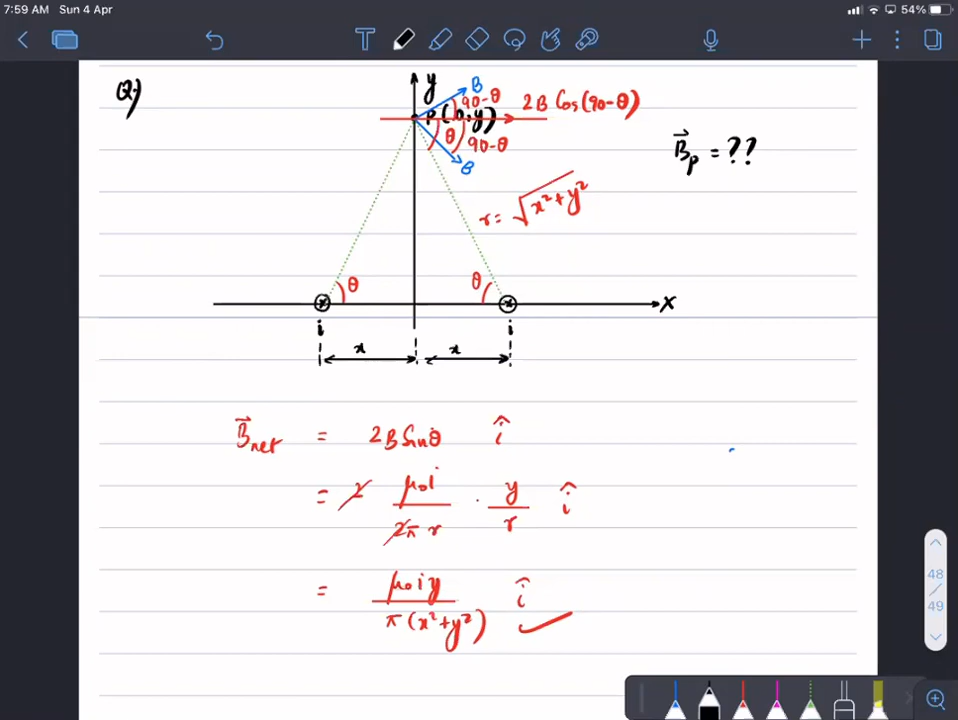 7:59 AM Sun 4 Apr
54%
Q)
y
B
90-θ
2B Cos(90-θ)
P(0,y)
θ
90-θ
B
B⃗p = ??
r = √x²+y²
θ
θ
x
i
i
x
x
B⃗net = 2B Sinθ î
= 2 μ₀i / 2πr · y / r î
= μ₀iy / π(x²+y²) î
48
49